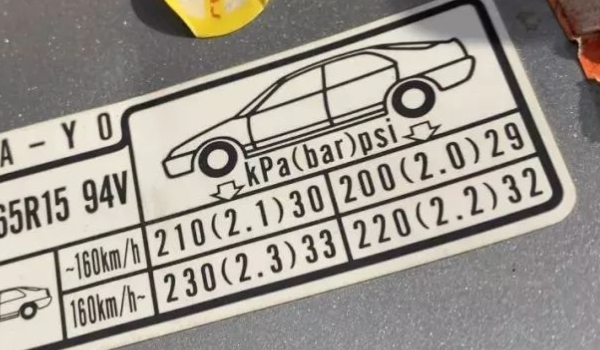 A-YO
65R15 94V
kPa(bar)psi
~160km/h 210(2.1)30 200(2.0)29
160km/h~ 230(2.3)33 220(2.2)32